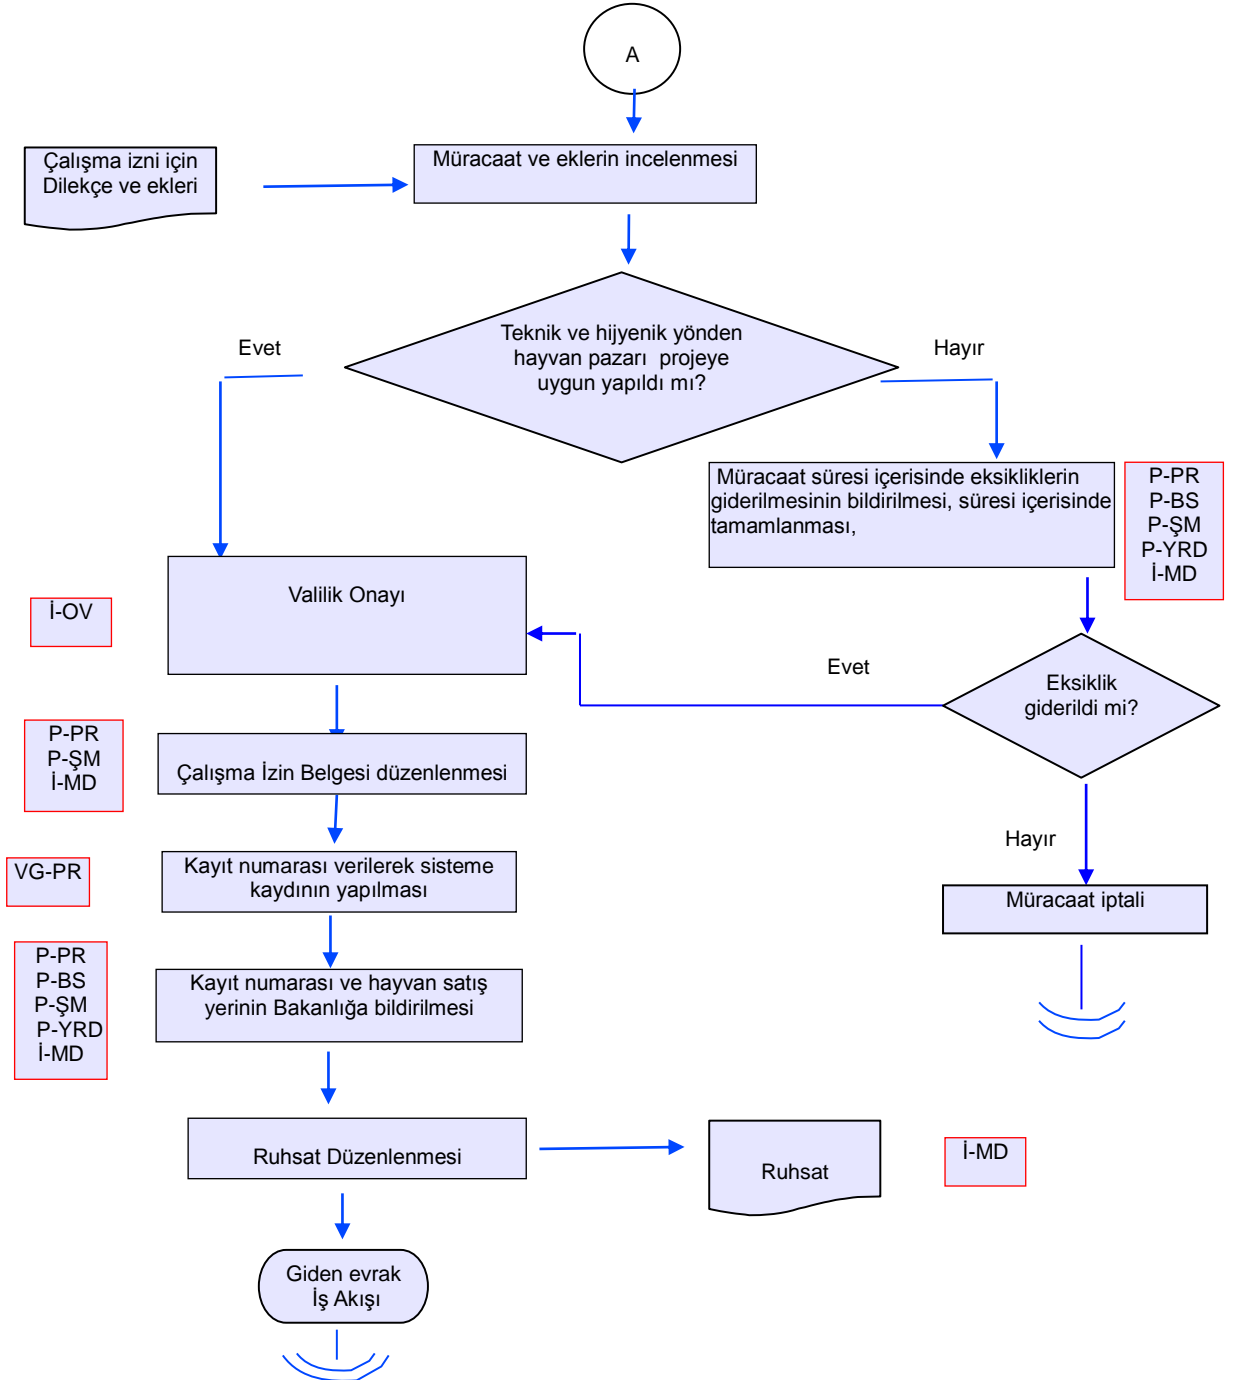 A
Çalışma izni için
Dilekçe ve ekleri
Müracaat ve eklerin incelenmesi
Teknik ve hijyenik yönden
hayvan pazarı projeye
uygun yapıldı mı?
Evet
Hayır
Müracaat süresi içerisinde eksikliklerin
giderilmesinin bildirilmesi, süresi içerisinde
tamamlanması,
P-PR
P-BS
P-ŞM
P-YRD
İ-MD
Valilik Onayı
İ-OV
Evet
Eksiklik
giderildi mi?
P-PR
P-ŞM
İ-MD
Çalışma İzin Belgesi düzenlenmesi
Hayır
VG-PR
Kayıt numarası verilerek sisteme
kaydının yapılması
Müracaat iptali
P-PR
P-BS
P-ŞM
P-YRD
İ-MD
Kayıt numarası ve hayvan satış
yerinin Bakanlığa bildirilmesi
Ruhsat Düzenlenmesi
Ruhsat
İ-MD
Giden evrak
İş Akışı